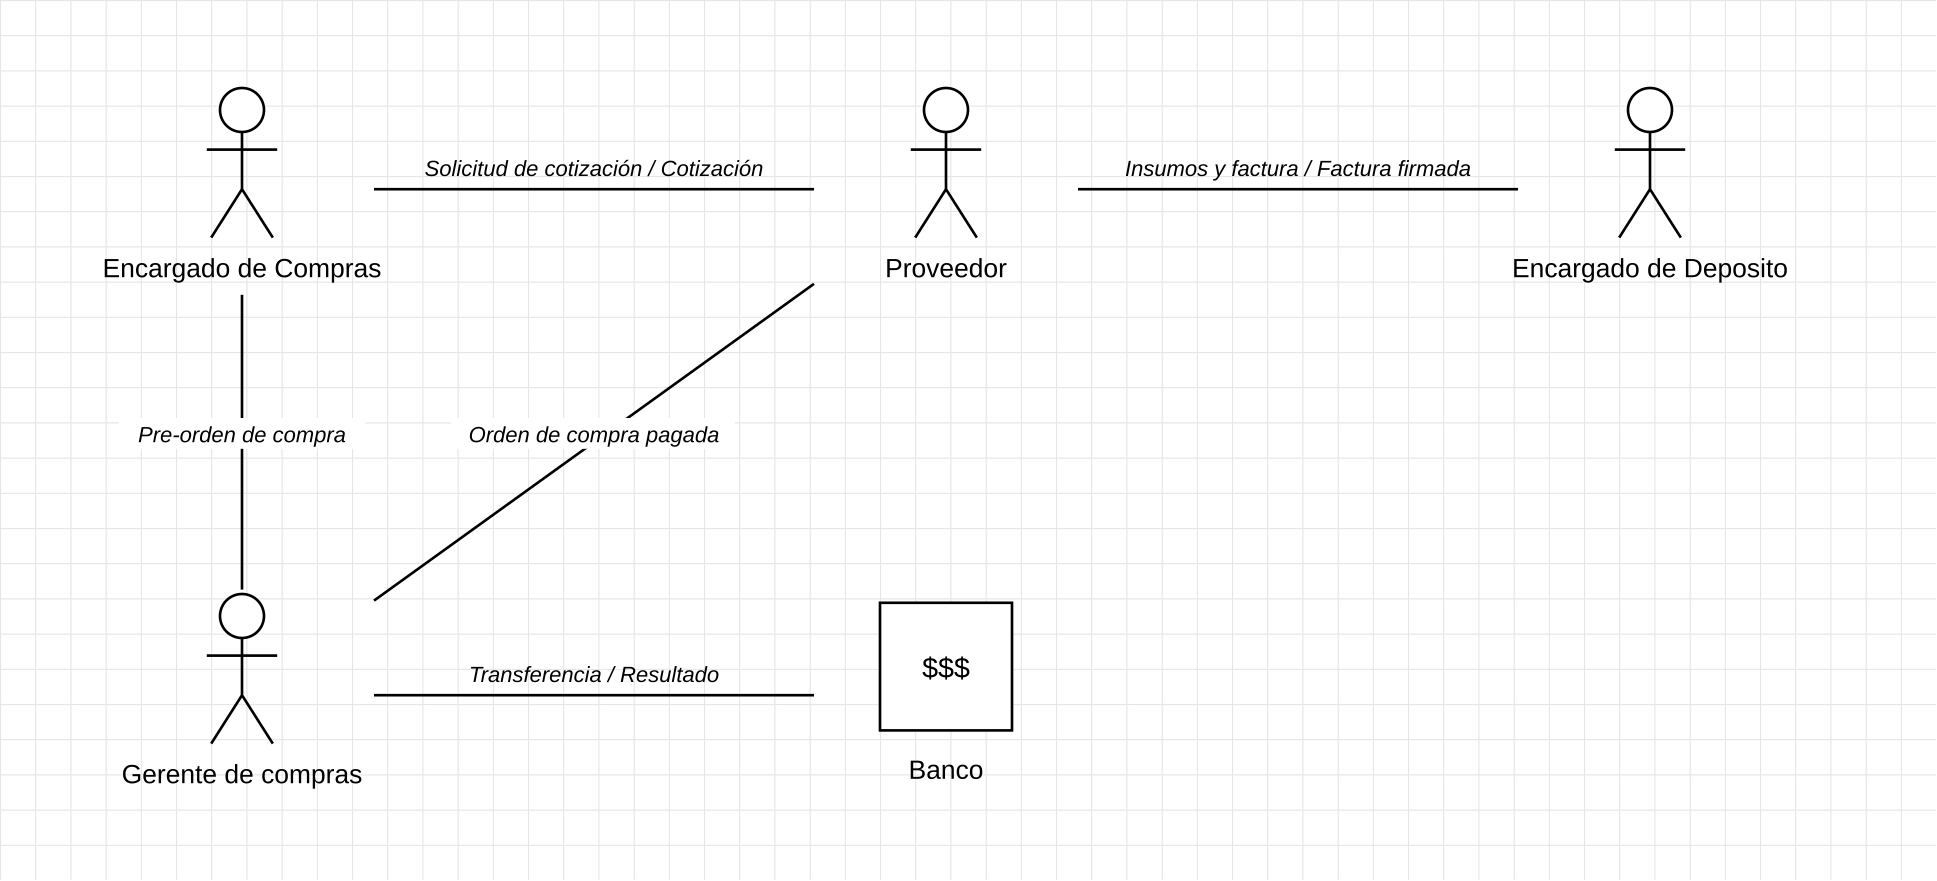 Solicitud de cotización / Cotización
Insumos y factura / Factura firmada
Encargado de Compras
Proveedor
Encargado de Deposito
Pre-orden de compra
Orden de compra pagada
Transferencia / Resultado
$$$
Gerente de compras
Banco